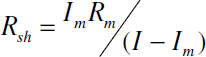 R_sh = I_m R_m / (I − I_m)